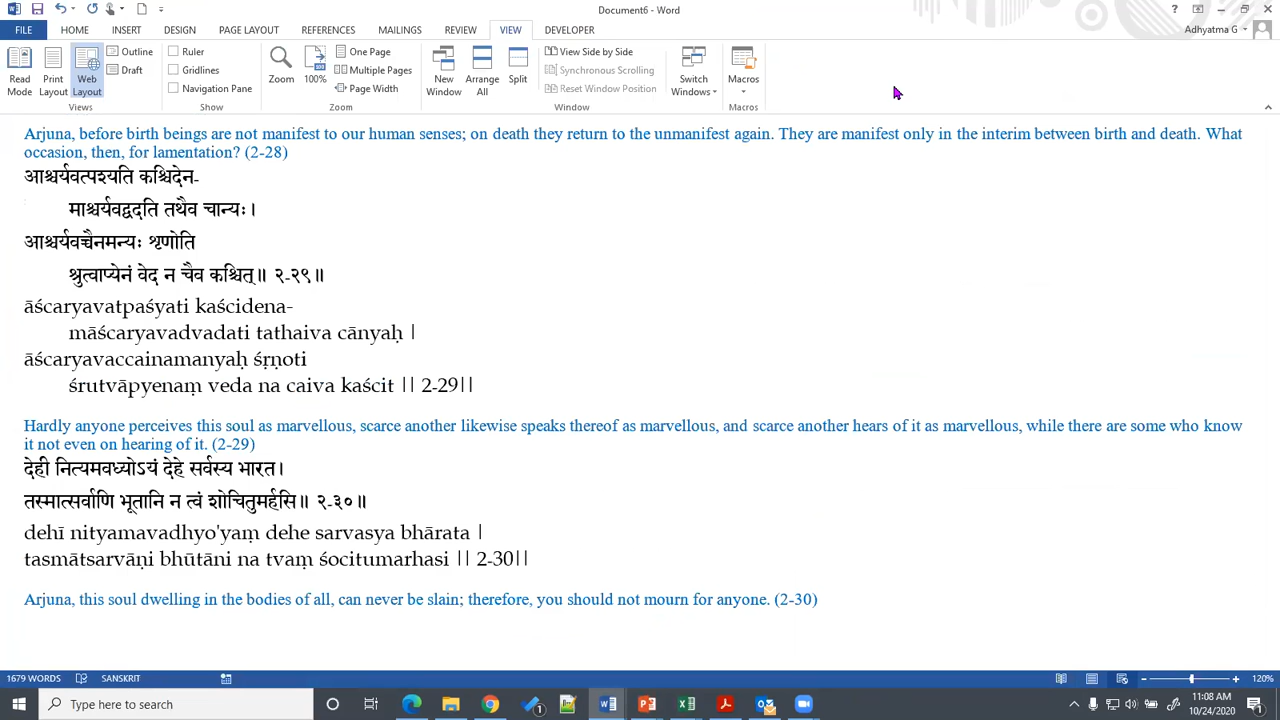 Document6 - Word
FILE HOME INSERT DESIGN PAGE LAYOUT REFERENCES MAILINGS REVIEW VIEW DEVELOPER
Adhyatma G
Read Mode
Print Layout
Web Layout
Outline
Draft
Views
Ruler
Gridlines
Navigation Pane
Show
Zoom
100%
One Page
Multiple Pages
Page Width
Zoom
New Window
Arrange All
Split
View Side by Side
Synchronous Scrolling
Reset Window Position
Window
Switch Windows
Macros
Macros
Arjuna, before birth beings are not manifest to our human senses; on death they return to the unmanifest again. They are manifest only in the interim between birth and death. What
occasion, then, for lamentation? (2-28)
आश्चर्यवत्पश्यति कश्चिदेन-
माश्चर्यवद्वदति तथैव चान्यः।
आश्चर्यवच्चैनमन्यः शृणोति
श्रुत्वाप्येनं वेद न चैव कश्चित्॥ २-२९॥
āścaryavatpaśyati kaścidena-
māścaryavadvadati tathaiva cānyaḥ |
āścaryavaccainamanyaḥ śṛṇoti
śrutvāpyenaṃ veda na caiva kaścit || 2-29||
Hardly anyone perceives this soul as marvellous, scarce another likewise speaks thereof as marvellous, and scarce another hears of it as marvellous, while there are some who know
it not even on hearing of it. (2-29)
देही नित्यमवध्योऽयं देहे सर्वस्य भारत।
तस्मात्सर्वाणि भूतानि न त्वं शोचितुमर्हसि॥ २-३०॥
dehī nityamavadhyo'yaṃ dehe sarvasya bhārata |
tasmātsarvāṇi bhūtāni na tvaṃ śocitumarhasi || 2-30||
Arjuna, this soul dwelling in the bodies of all, can never be slain; therefore, you should not mourn for anyone. (2-30)
1679 WORDS SANSKRIT 120%
Type here to search
11:08 AM
10/24/2020